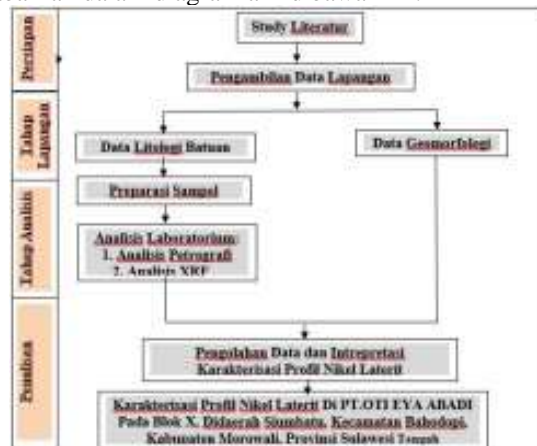 Persiapan
Study Literatur
Pengambilan Data Lapangan
Tahap
Lapangan
Data Litologi Batuan
Data Geomorfologi
Tahap Analisis
Preparasi Sampel
Analisis Laboratorium:
1. Analisis Petrografi
2. Analisis XRF
Penulisan
Pengolahan Data dan Intrepretasi
Karakterisasi Profil Nikel Laterit
Karakterisasi Profil Nikel Laterit Di PT.OTI EYA ABADI
Pada Blok X, Didaerah Siumbatu, Kecamatan Bahodopi,
Kabupaten Morowali, Provinsi Sulawesi Tengah